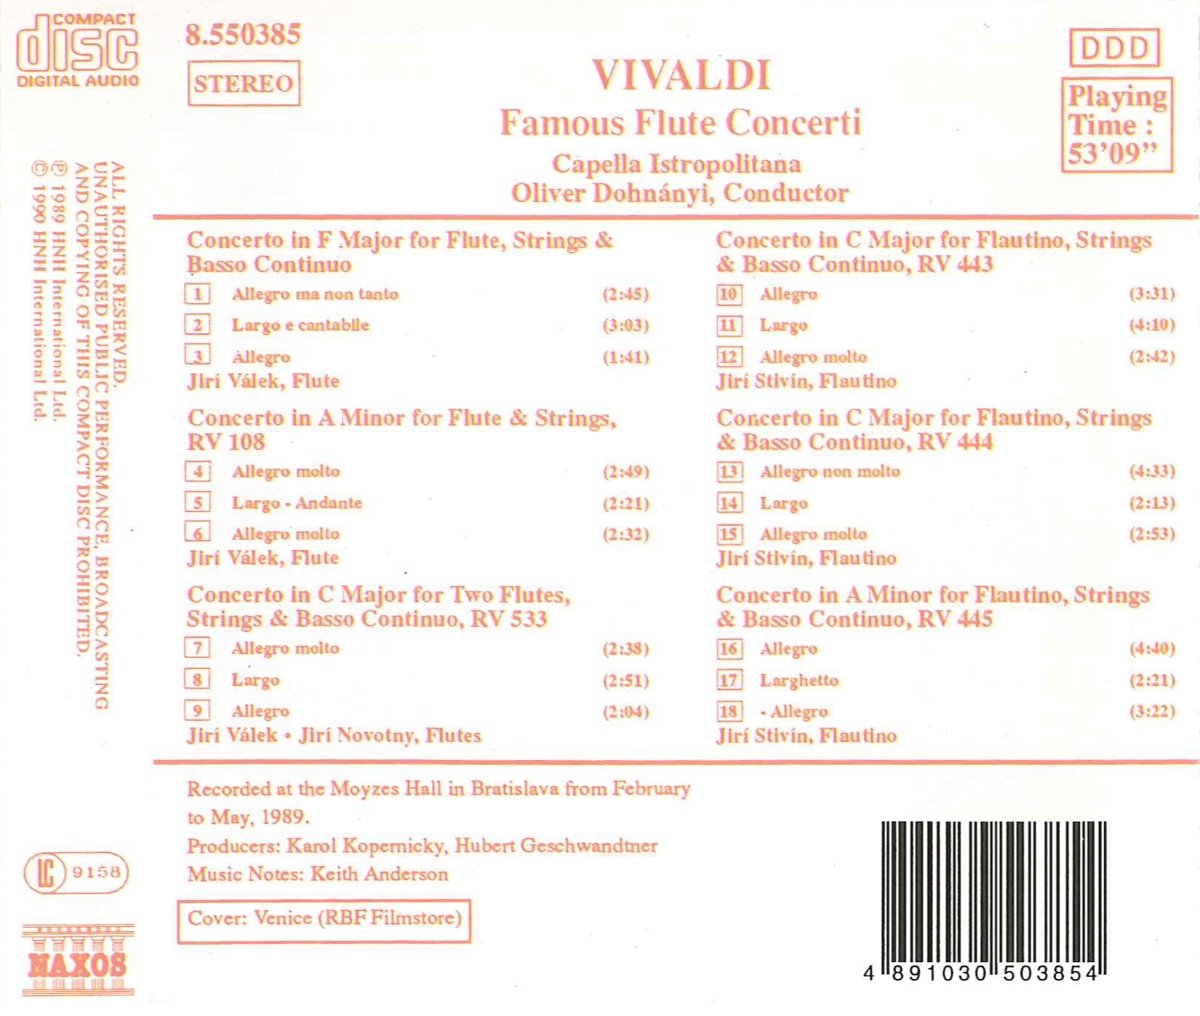 COMPACT
disc
DIGITAL AUDIO
8.550385
STEREO
VIVALDI
Famous Flute Concerti
Capella Istropolitana
Oliver Dohnányi, Conductor
DDD
Playing
Time :
53'09”
ALL RIGHTS RESERVED.
UNAUTHORISED PUBLIC PERFORMANCE, BROADCASTING
AND COPYING OF THIS COMPACT DISC PROHIBITED.
℗ 1989 HNH International Ltd.
© 1990 HNH International Ltd.
Concerto in F Major for Flute, Strings &
Basso Continuo
1 Allegro ma non tanto (2:45)
2 Largo e cantabile (3:03)
3 Allegro (1:41)
Jirí Válek, Flute
Concerto in A Minor for Flute & Strings,
RV 108
4 Allegro molto (2:49)
5 Largo - Andante (2:21)
6 Allegro molto (2:32)
Jirí Válek, Flute
Concerto in C Major for Two Flutes,
Strings & Basso Continuo, RV 533
7 Allegro molto (2:38)
8 Largo (2:51)
9 Allegro (2:04)
Jirí Válek • Jirí Novotny, Flutes
Concerto in C Major for Flautino, Strings
& Basso Continuo, RV 443
10 Allegro (3:31)
11 Largo (4:10)
12 Allegro molto (2:42)
Jirí Stivín, Flautino
Concerto in C Major for Flautino, Strings
& Basso Continuo, RV 444
13 Allegro non molto (4:33)
14 Largo (2:13)
15 Allegro molto (2:53)
Jirí Stivín, Flautino
Concerto in A Minor for Flautino, Strings
& Basso Continuo, RV 445
16 Allegro (4:40)
17 Larghetto (2:21)
18 - Allegro (3:22)
Jirí Stivín, Flautino
Recorded at the Moyzes Hall in Bratislava from February
to May, 1989.
Producers: Karol Kopernicky, Hubert Geschwandtner
Music Notes: Keith Anderson
Cover: Venice (RBF Filmstore)
LC 9158
NAXOS
4 891030 503854